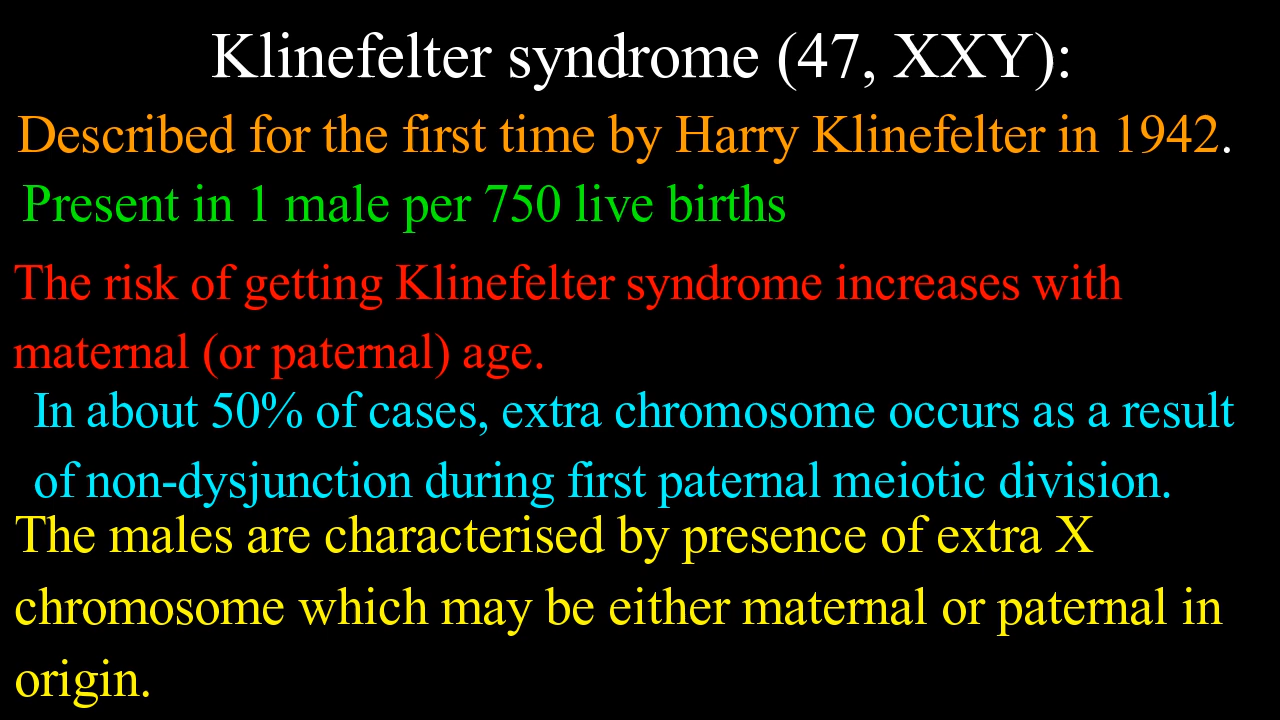 Klinefelter syndrome (47, XXY):
Described for the first time by Harry Klinefelter in 1942.
Present in 1 male per 750 live births
The risk of getting Klinefelter syndrome increases with
maternal (or paternal) age.
In about 50% of cases, extra chromosome occurs as a result
of non-dysjunction during first paternal meiotic division.
The males are characterised by presence of extra X
chromosome which may be either maternal or paternal in
origin.